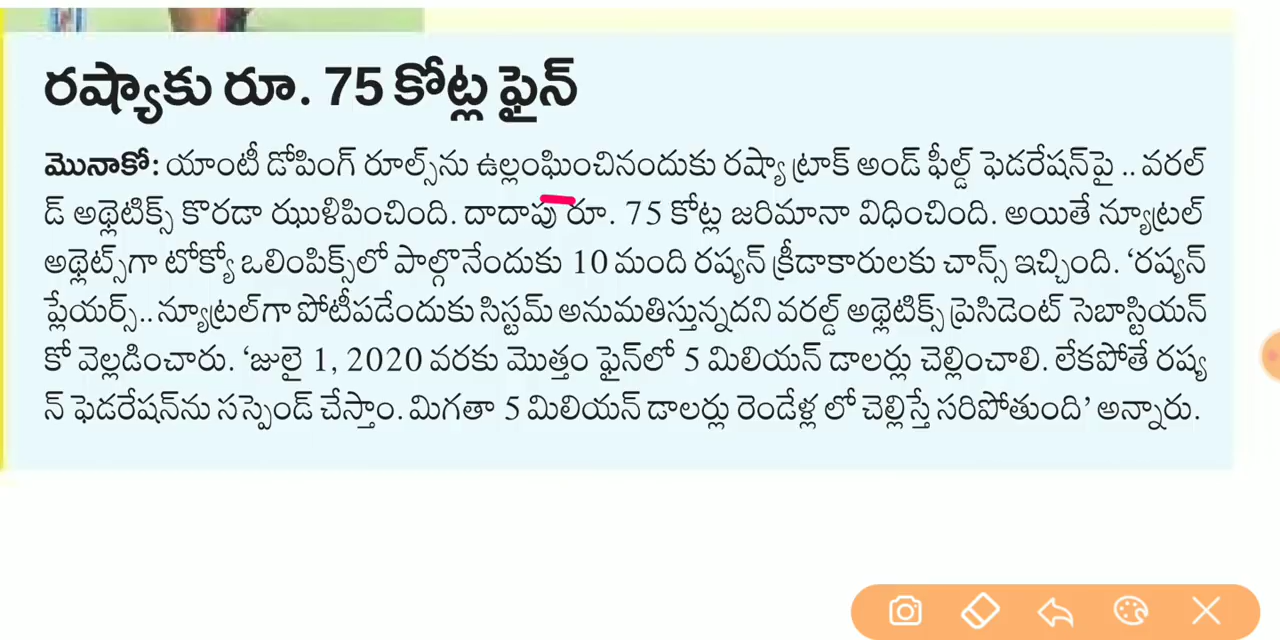 రష్యాకు రూ. 75 కోట్ల ఫైన్
మొనాకో: యాంటీ డోపింగ్ రూల్స్‌ను ఉల్లంఘించినందుకు రష్యా ట్రాక్ అండ్ ఫీల్డ్ ఫెడరేషన్‌పై .. వరల్
డ్ అథ్లెటిక్స్ కొరడా ఝుళిపించింది. దాదాపు రూ. 75 కోట్ల జరిమానా విధించింది. అయితే న్యూట్రల్
అథ్లెట్స్‌గా టోక్యో ఒలింపిక్స్‌లో పాల్గొనేందుకు 10 మంది రష్యన్ క్రీడాకారులకు చాన్స్ ఇచ్చింది. ‘రష్యన్
ప్లేయర్స్.. న్యూట్రల్‌గా పోటీపడేందుకు సిస్టమ్ అనుమతిస్తున్నదని వరల్డ్ అథ్లెటిక్స్ ప్రెసిడెంట్ సెబాస్టియన్
కో వెల్లడించారు. ‘జులై 1, 2020 వరకు మొత్తం ఫైన్‌లో 5 మిలియన్ డాలర్లు చెల్లించాలి. లేకపోతే రష్య
న్ ఫెడరేషన్‌ను సస్పెండ్ చేస్తాం. మిగతా 5 మిలియన్ డాలర్లు రెండేళ్ల లో చెల్లిస్తే సరిపోతుంది’ అన్నారు.